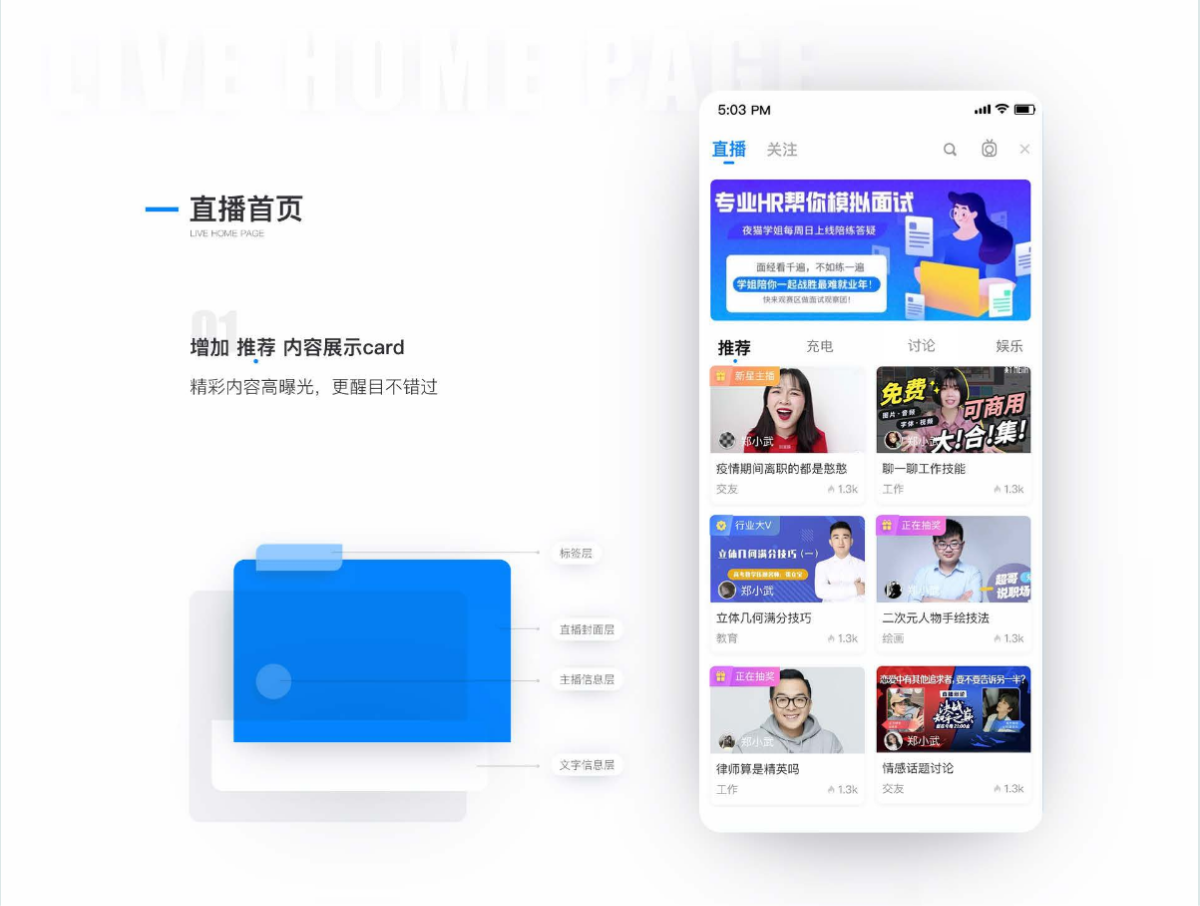 LIVE HOME PAGE
直播首页
LIVE HOME PAGE
01
增加 推荐 内容展示card
精彩内容高曝光，更醒目不错过
标签层
直播封面层
主播信息层
文字信息层
5:03 PM
直播 关注
专业HR帮你模拟面试
夜猫学姐每周日上线陪练答疑
面经看千遍，不如练一遍
学姐陪你一起战胜最难就业年！
快来观赛区做面试观察团！
推荐 充电 讨论 娱乐
新星主播
郑小武
疫情期间离职的都是憨憨
交友 1.3k
免费
图片·音频
字体·视频
可商用
大!合!集!
郑小武
聊一聊工作技能
工作 1.3k
行业大V
立体几何满分技巧(一)
郑小武
立体几何满分技巧
教育 1.3k
正在抽奖
超哥
说职场
二次元人物手绘技法
绘画 1.3k
正在抽奖
郑小武
律师算是精英吗
工作 1.3k
恋爱中有其他追求者,要不要告诉另一半?
郑小武
情感话题讨论
交友 1.3k